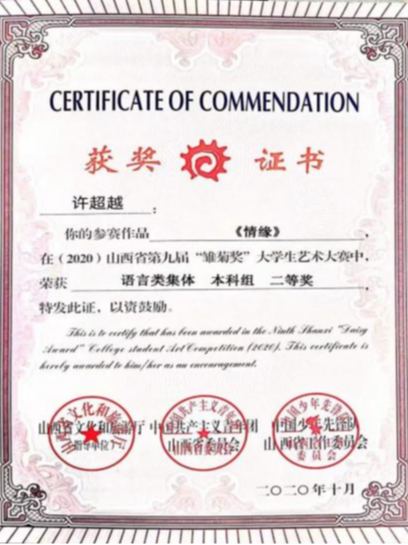 CERTIFICATE OF COMMENDATION
获奖 证书
许超越：
你的参赛作品 《情缘》，
在（2020）山西省第九届“雏菊奖”大学生艺术大赛中，
荣获 语言类集体 本科组 二等奖
特发此证，以资鼓励。
This is to certify that has been awarded in the Ninth Shanxi "Daisy
Award" College student Art Competition (2020). This certificate is
hereby awarded to him/her as an encouragement.
山西省文化和旅游厅 中国共产主义青年团 中国少年先锋队
（指导单位） 山西省委员会 山西省工作委员会
二〇二〇年十月